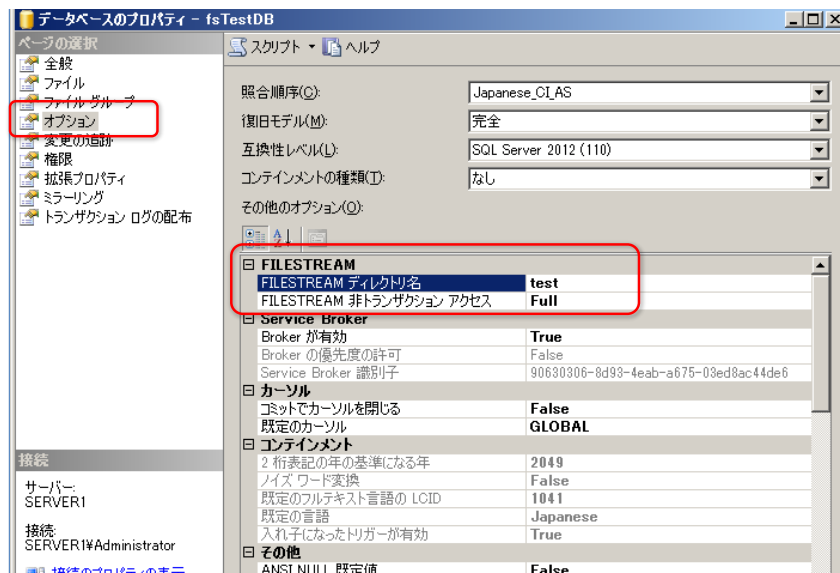 データベースのプロパティ - fsTestDB
ページの選択
全般
ファイル
ファイル グループ
オプション
変更の追跡
権限
拡張プロパティ
ミラーリング
トランザクション ログの配布
スクリプト
ヘルプ
照合順序(C): Japanese_CI_AS
復旧モデル(M): 完全
互換性レベル(L): SQL Server 2012 (110)
コンテインメントの種類(T): なし
その他のオプション(O):
FILESTREAM
FILESTREAM ディレクトリ名 test
FILESTREAM 非トランザクション アクセス Full
Service Broker
Broker が有効 True
Broker の優先度の許可 False
Service Broker 識別子 90630306-8d93-4eab-a675-03ed8ac44de6
カーソル
コミットでカーソルを閉じる False
既定のカーソル GLOBAL
コンテインメント
2 桁表記の年の基準になる年 2049
ノイズ ワード変換 False
既定のフルテキスト言語の LCID 1041
既定の言語 Japanese
入れ子になったトリガーが有効 True
その他
ANSI NULL 既定値 False
接続
サーバー:
SERVER1
接続:
SERVER1¥Administrator
接続のプロパティの表示